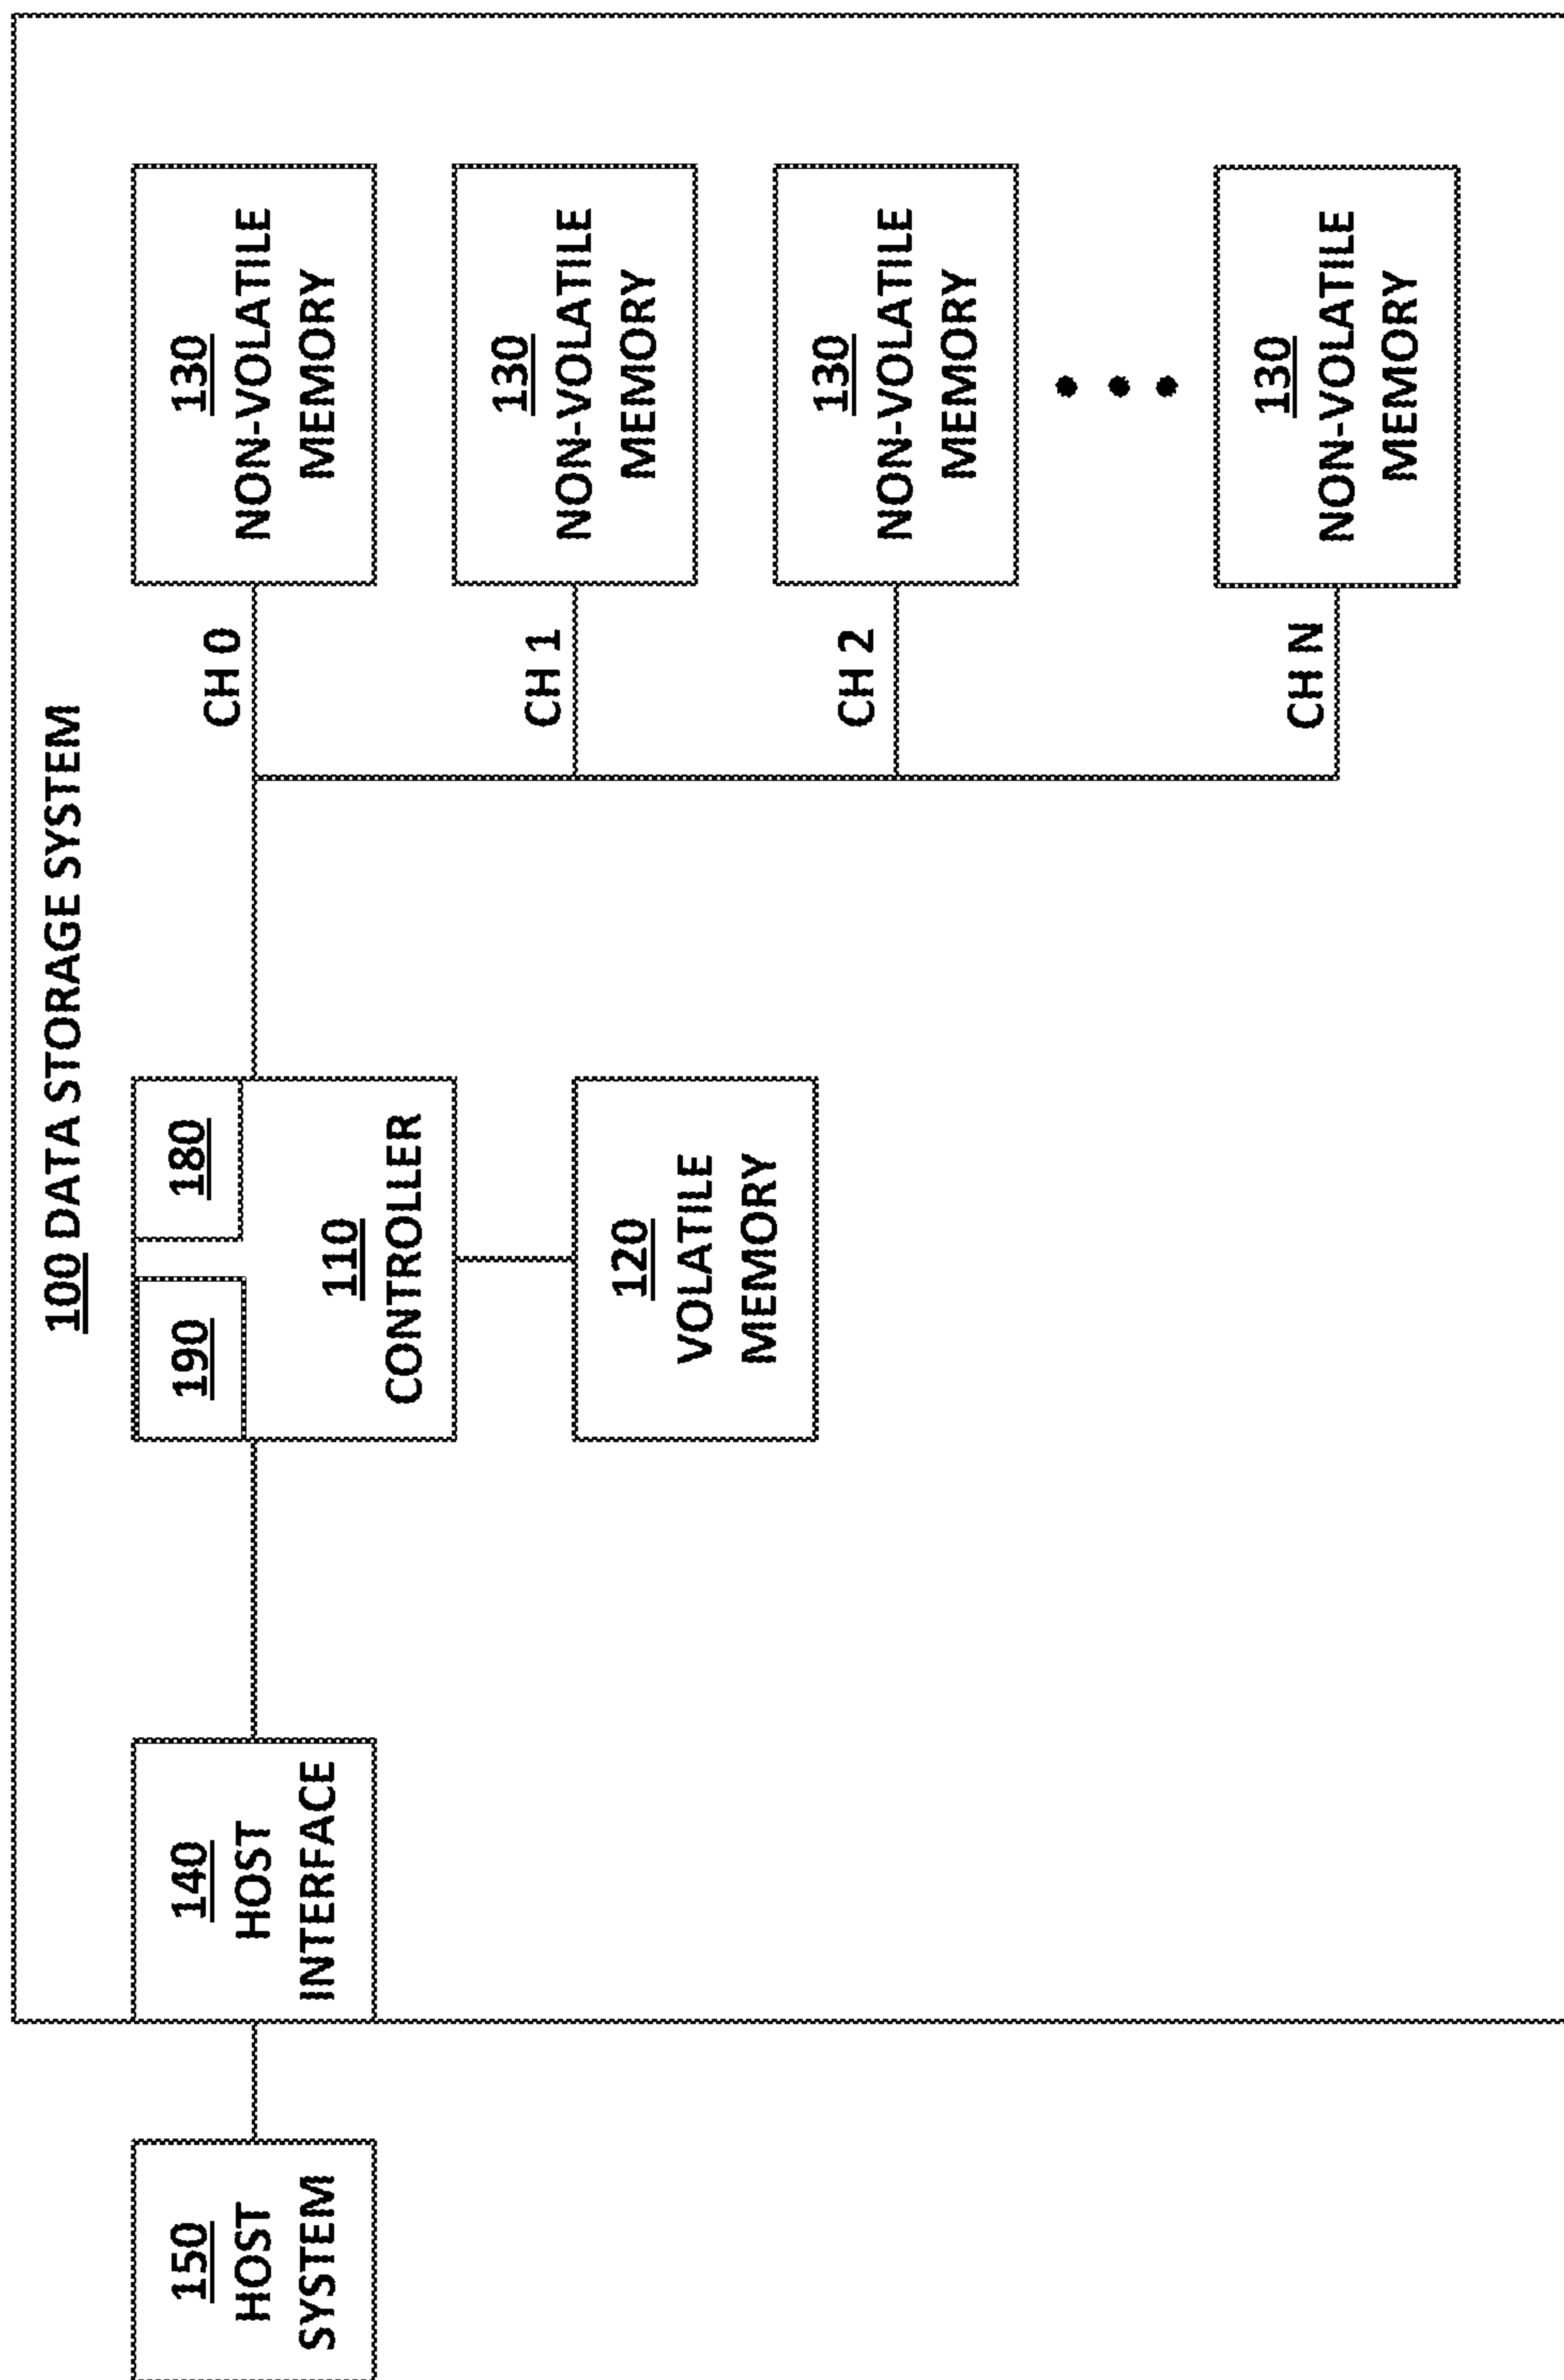 100 DATA STORAGE SYSTEM
150
HOST
SYSTEM
140
HOST
INTERFACE
190
180
110
CONTROLLER
120
VOLATILE
MEMORY
CH 0
130
NON-VOLATILE
MEMORY
CH 1
130
NON-VOLATILE
MEMORY
CH 2
130
NON-VOLATILE
MEMORY
CH N
130
NON-VOLATILE
MEMORY